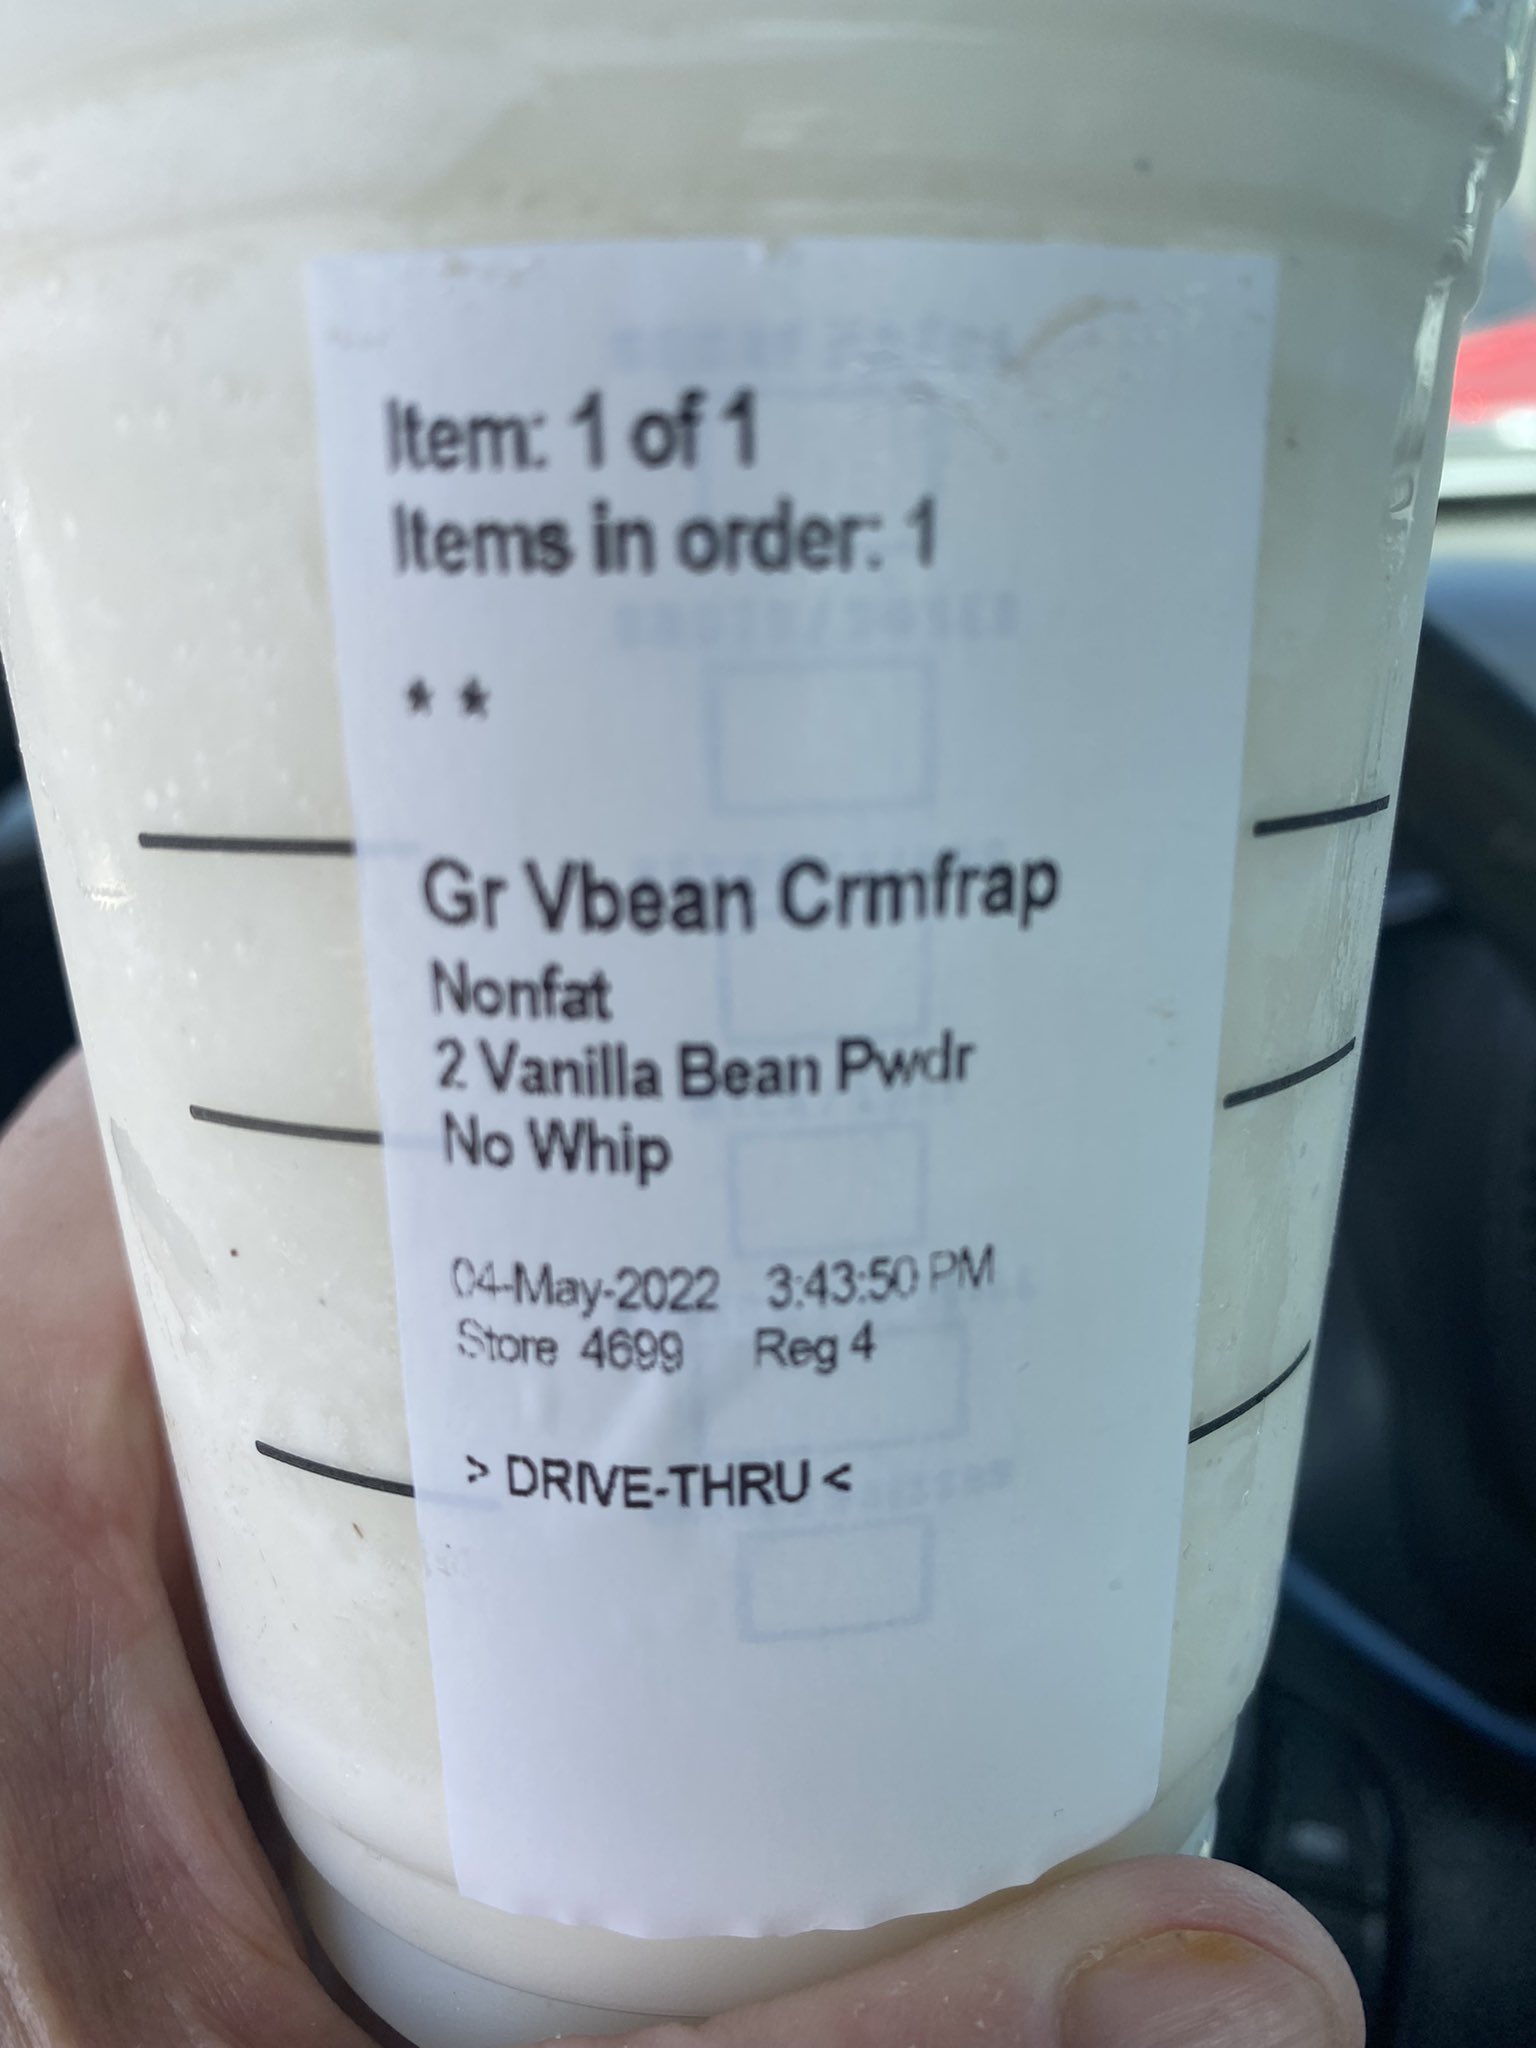 Item: 1 of 1
Items in order: 1
* *
Gr Vbean Crmfrap
Nonfat
2 Vanilla Bean Pwdr
No Whip
04-May-2022 3:43:50 PM
Store 4699 Reg 4
> DRIVE-THRU <